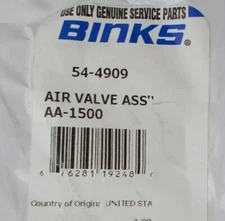 USE ONLY GENUINE SERVICE PARTS
BINKS®
54-4909
AIR VALVE ASS'
AA-1500
6 76281 19248
Country of Origin: UNITED STA